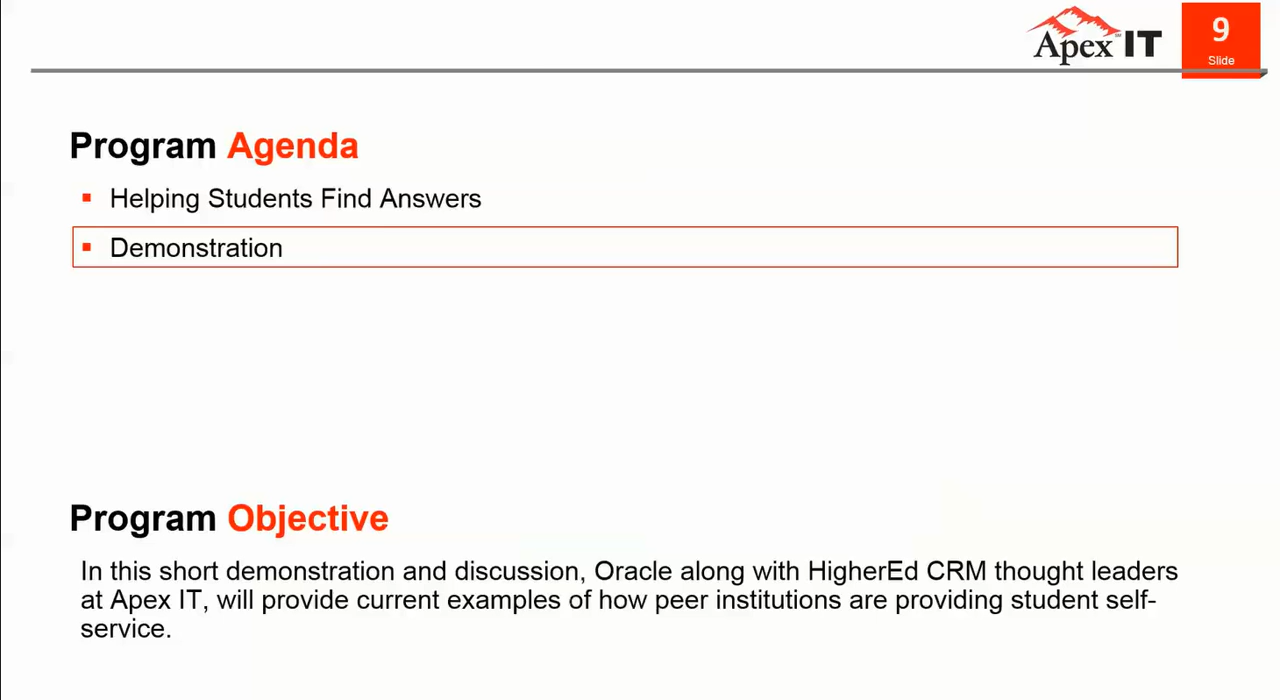 Apex IT
9
Slide
Program Agenda
Helping Students Find Answers
Demonstration
Program Objective
In this short demonstration and discussion, Oracle along with HigherEd CRM thought leaders
at Apex IT, will provide current examples of how peer institutions are providing student self-
service.